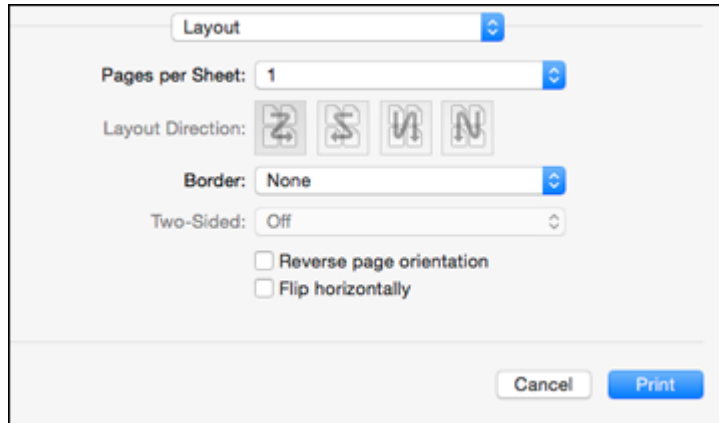 Layout
Pages per Sheet: 1
Layout Direction:
Border: None
Two-Sided: Off
Reverse page orientation
Flip horizontally
Cancel Print